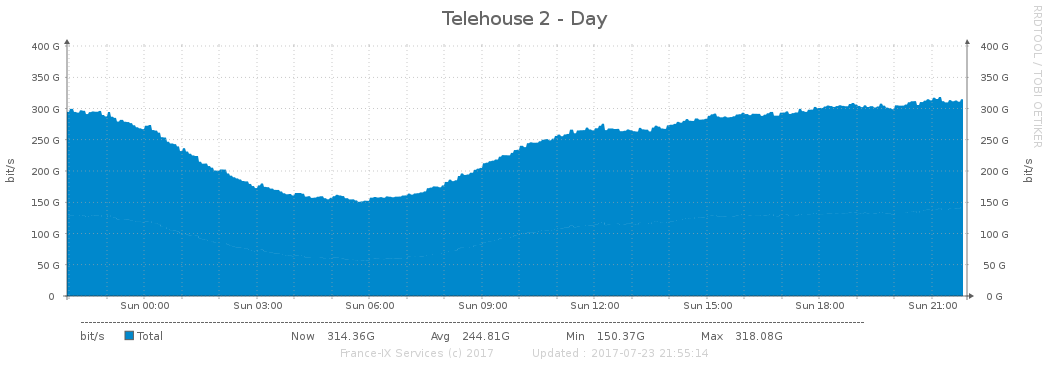 Telehouse 2 - Day
RRDTOOL / TOBI OETIKER
400 G 400 G
350 G 350 G
300 G 300 G
250 G 250 G
200 G 200 G
150 G 150 G
100 G 100 G
50 G 50 G
0 0 G
bit/s
bit/s
Sun 00:00 Sun 03:00 Sun 06:00 Sun 09:00 Sun 12:00 Sun 15:00 Sun 18:00 Sun 21:00
bit/s Total Now 314.36G Avg 244.81G Min 150.37G Max 318.08G
France-IX Services (c) 2017 Updated : 2017-07-23 21:55:14